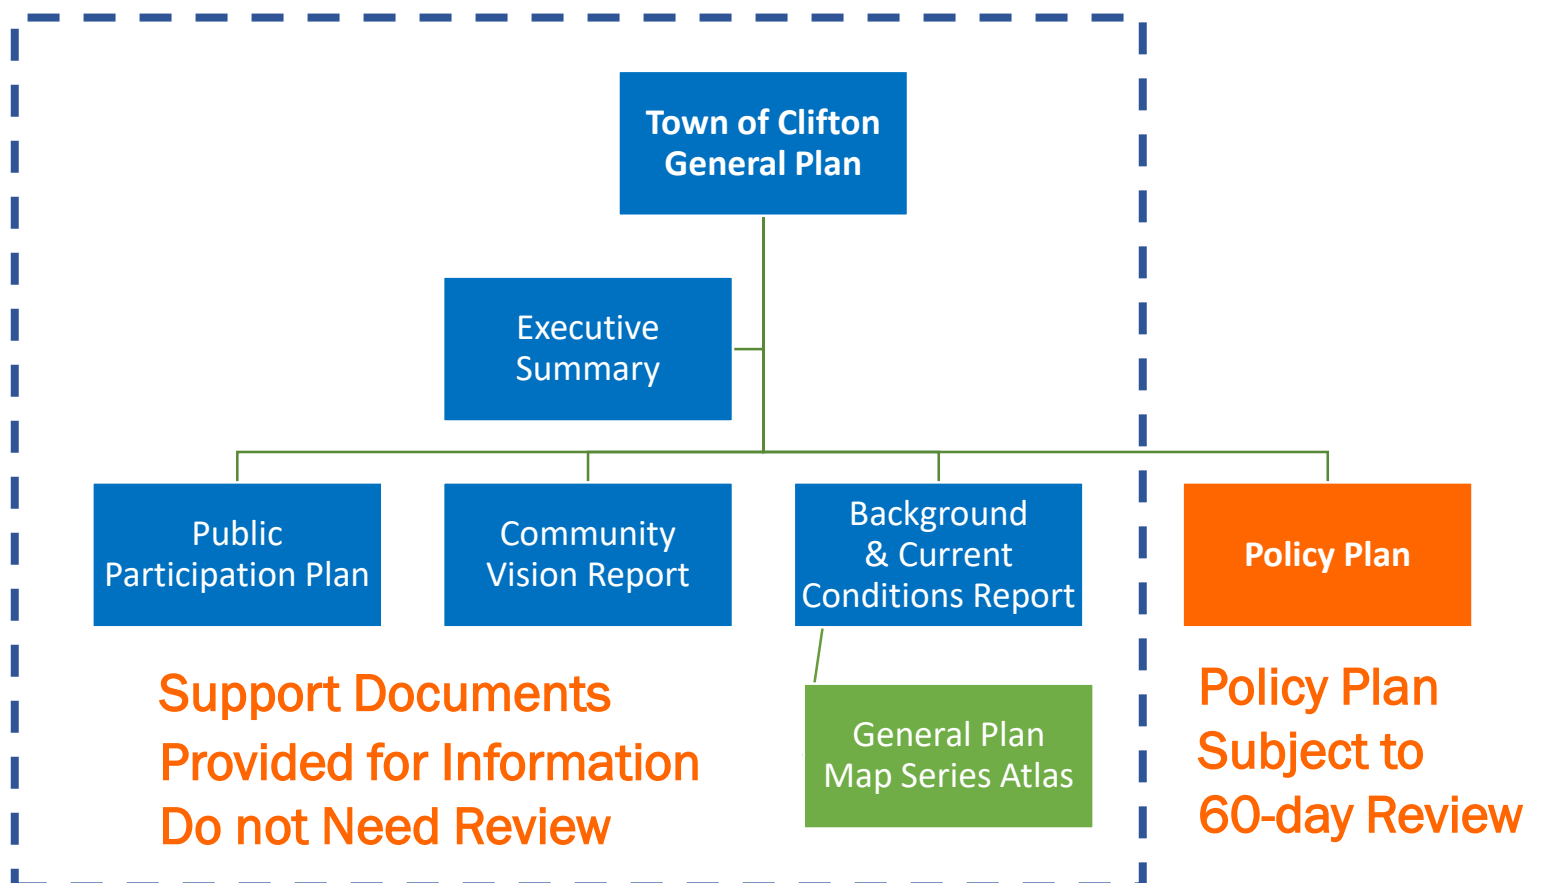 Town of Clifton
General Plan
Executive
Summary
Public
Participation Plan
Community
Vision Report
Background
& Current
Conditions Report
Policy Plan
General Plan
Map Series Atlas
Support Documents
Provided for Information
Do not Need Review
Policy Plan
Subject to
60-day Review